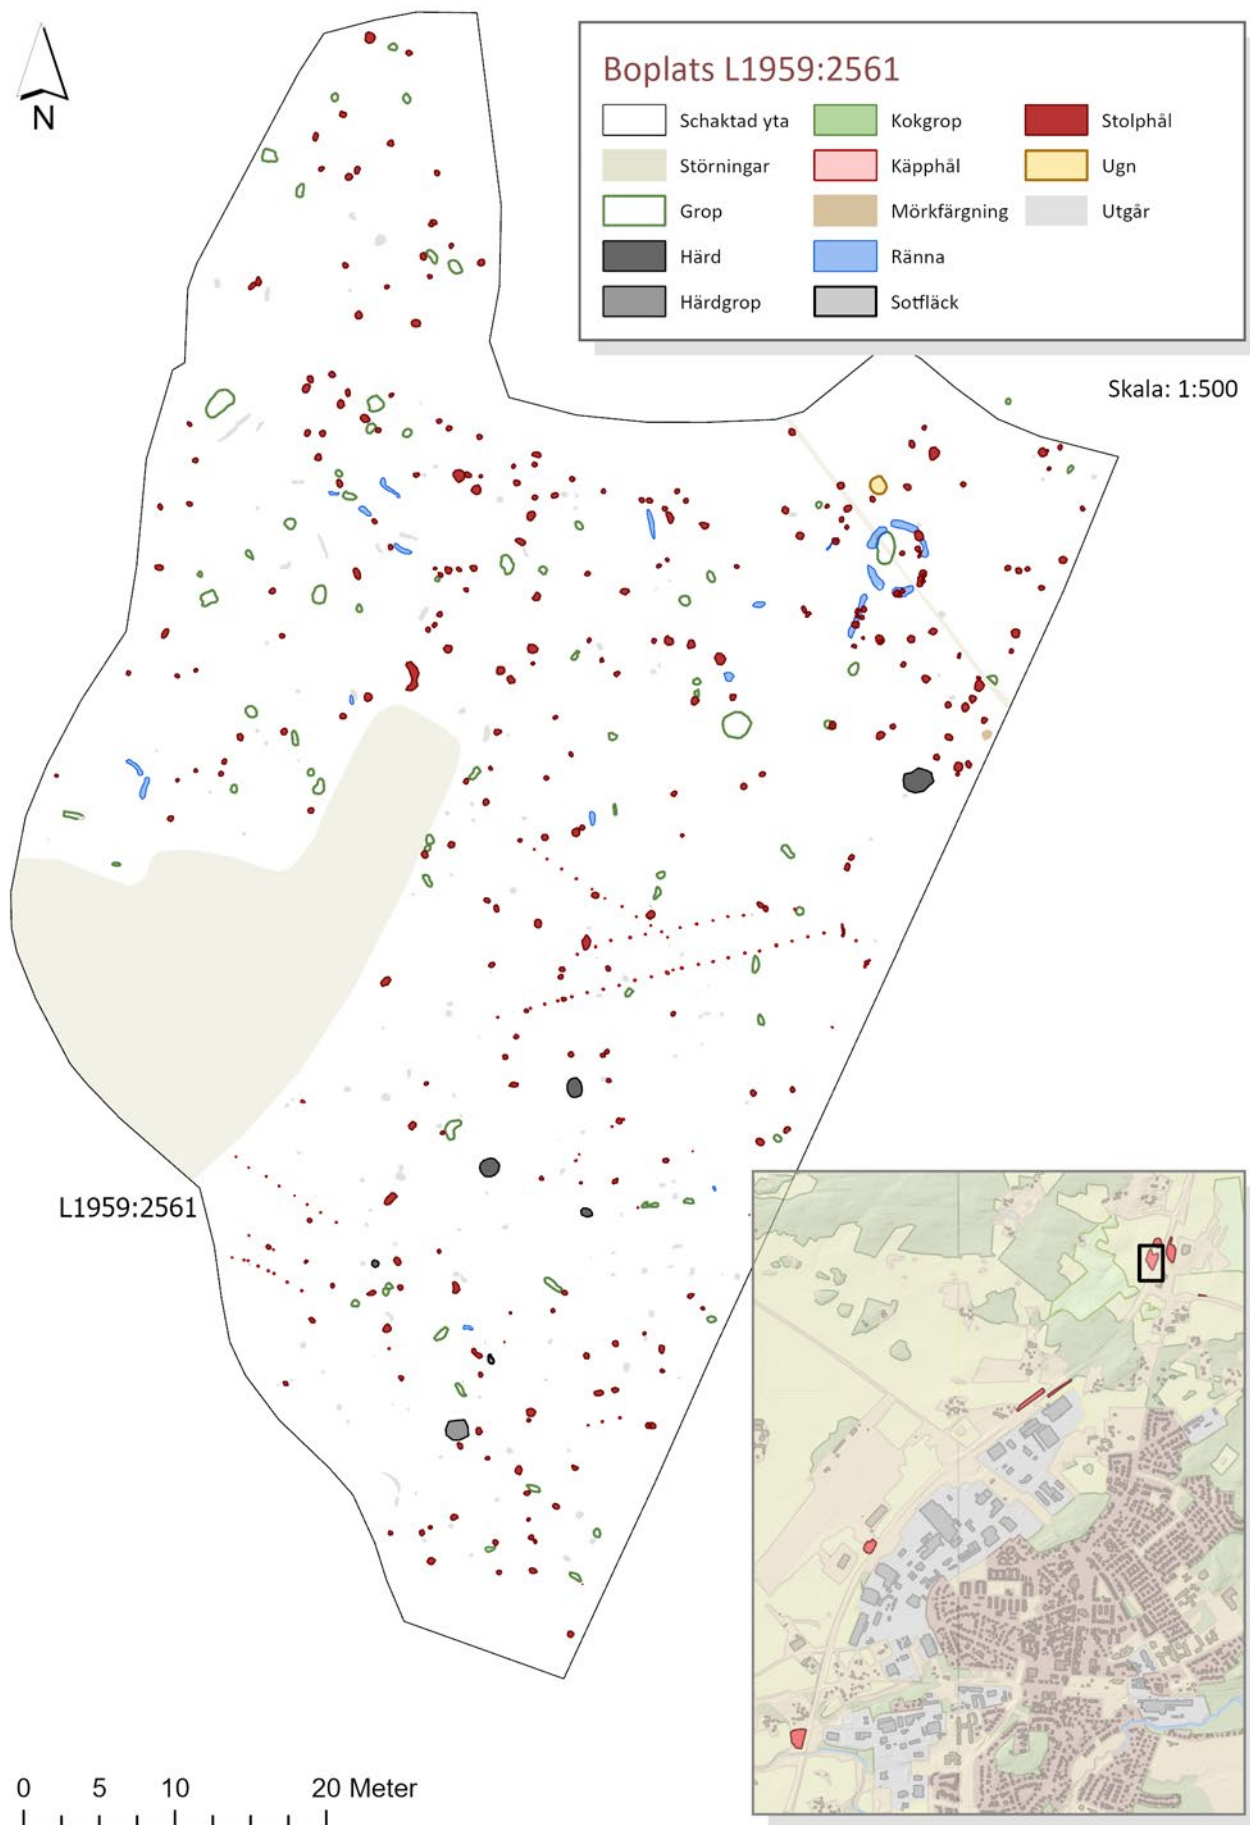 N
Boplats L1959:2561
Schaktad yta
Störningar
Grop
Härd
Härdgrop
Kokgrop
Käpphål
Mörkfärgning
Ränna
Sotfläck
Stolphål
Ugn
Utgår
Skala: 1:500
L1959:2561
0 5 10 20 Meter